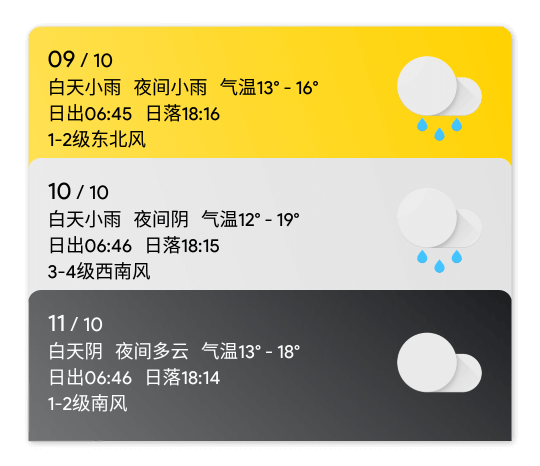 09 / 10
白天小雨 夜间小雨 气温13° - 16°
日出06:45 日落18:16
1-2级东北风
10 / 10
白天小雨 夜间阴 气温12° - 19°
日出06:46 日落18:15
3-4级西南风
11 / 10
白天阴 夜间多云 气温13° - 18°
日出06:46 日落18:14
1-2级南风